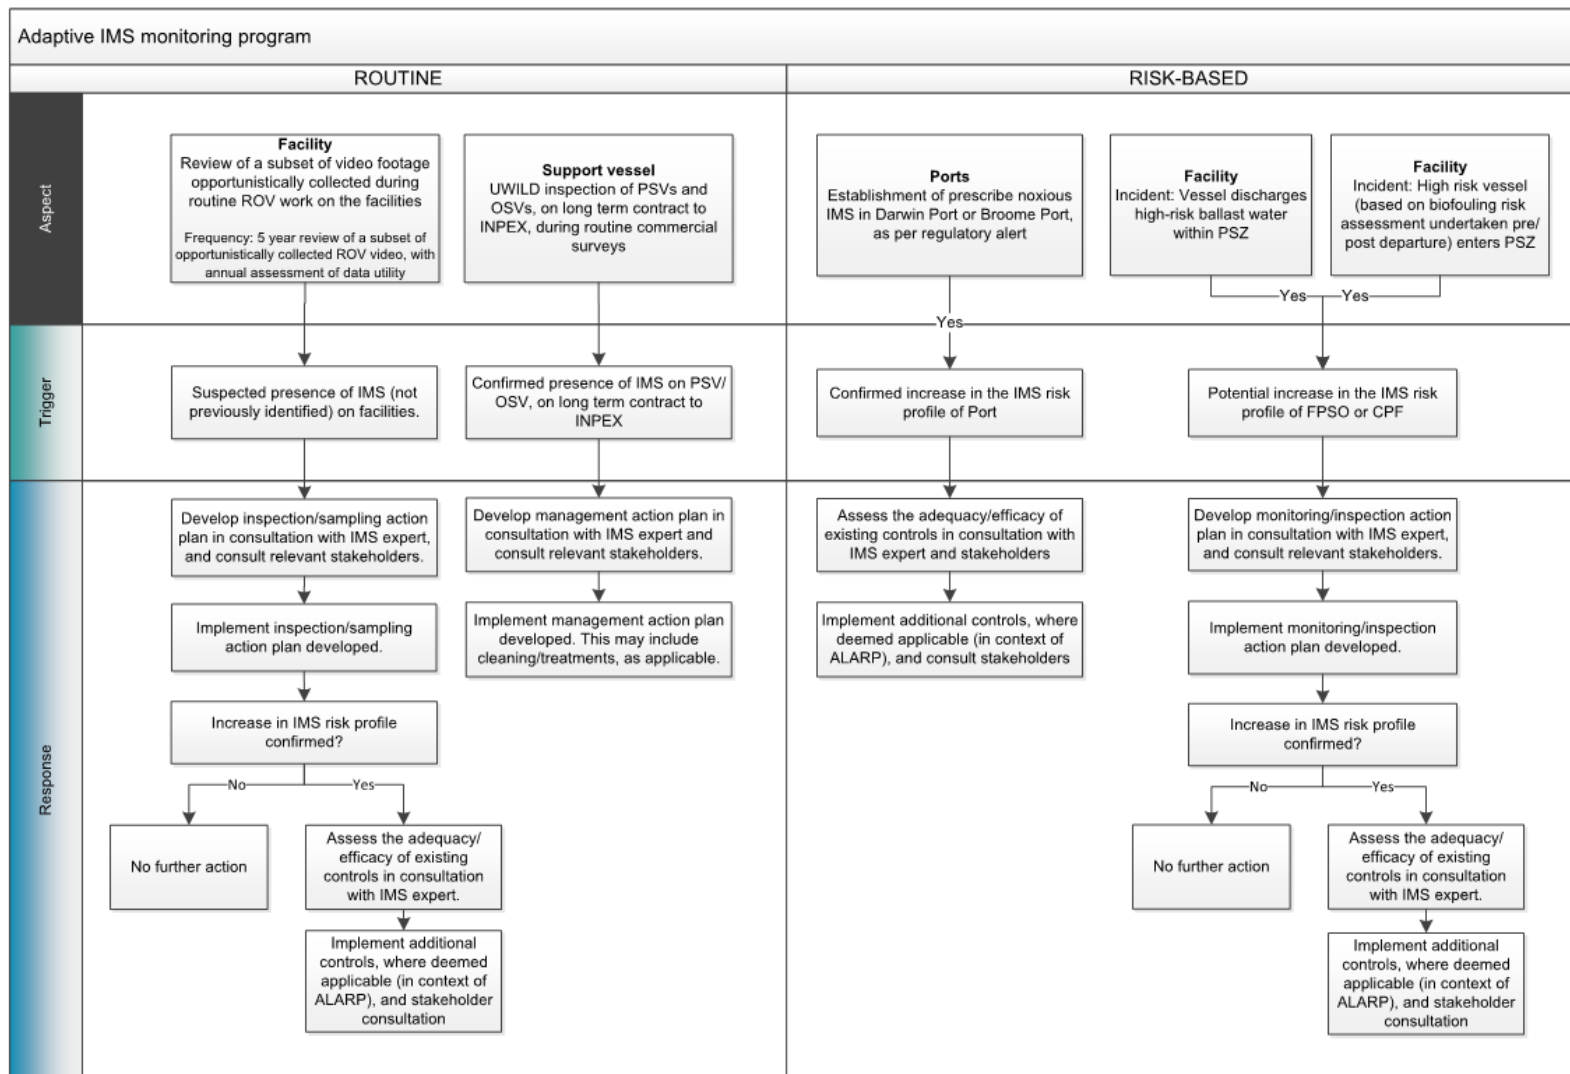 Adaptive IMS monitoring program
ROUTINE
RISK-BASED
Aspect
Facility
Review of a subset of video footage
opportunistically collected during
routine ROV work on the facilities
Frequency: 5 year review of a subset of
opportunistically collected ROV video, with
annual assessment of data utility
Support vessel
UWILD inspection of PSVs and
OSVs, on long term contract to
INPEX, during routine commercial
surveys
Ports
Establishment of prescribe noxious
IMS in Darwin Port or Broome Port,
as per regulatory alert
Facility
Incident: Vessel discharges
high-risk ballast water
within PSZ
Facility
Incident: High risk vessel
(based on biofouling risk
assessment undertaken pre/
post departure) enters PSZ
Yes
Yes
Yes
Trigger
Suspected presence of IMS (not
previously identified) on facilities.
Confirmed presence of IMS on PSV/
OSV, on long term contract to
INPEX
Confirmed increase in the IMS risk
profile of Port
Potential increase in the IMS risk
profile of FPSO or CPF
Response
Develop inspection/sampling action
plan in consultation with IMS expert,
and consult relevant stakeholders.
Implement inspection/sampling
action plan developed.
Increase in IMS risk profile
confirmed?
No
Yes
No further action
Assess the adequacy/
efficacy of existing
controls in consultation
with IMS expert.
Implement additional
controls, where deemed
applicable (in context of
ALARP), and stakeholder
consultation
Develop management action plan in
consultation with IMS expert and
consult relevant stakeholders.
Implement management action plan
developed. This may include
cleaning/treatments, as applicable.
Assess the adequacy/efficacy of
existing controls in consultation with
IMS expert and stakeholders
Implement additional controls, where
deemed applicable (in context of
ALARP), and consult stakeholders
Develop monitoring/inspection action
plan in consultation with IMS expert,
and consult relevant stakeholders.
Implement monitoring/inspection
action plan developed.
Increase in IMS risk profile
confirmed?
No
Yes
No further action
Assess the adequacy/
efficacy of existing
controls in consultation
with IMS expert.
Implement additional
controls, where deemed
applicable (in context of
ALARP), and stakeholder
consultation